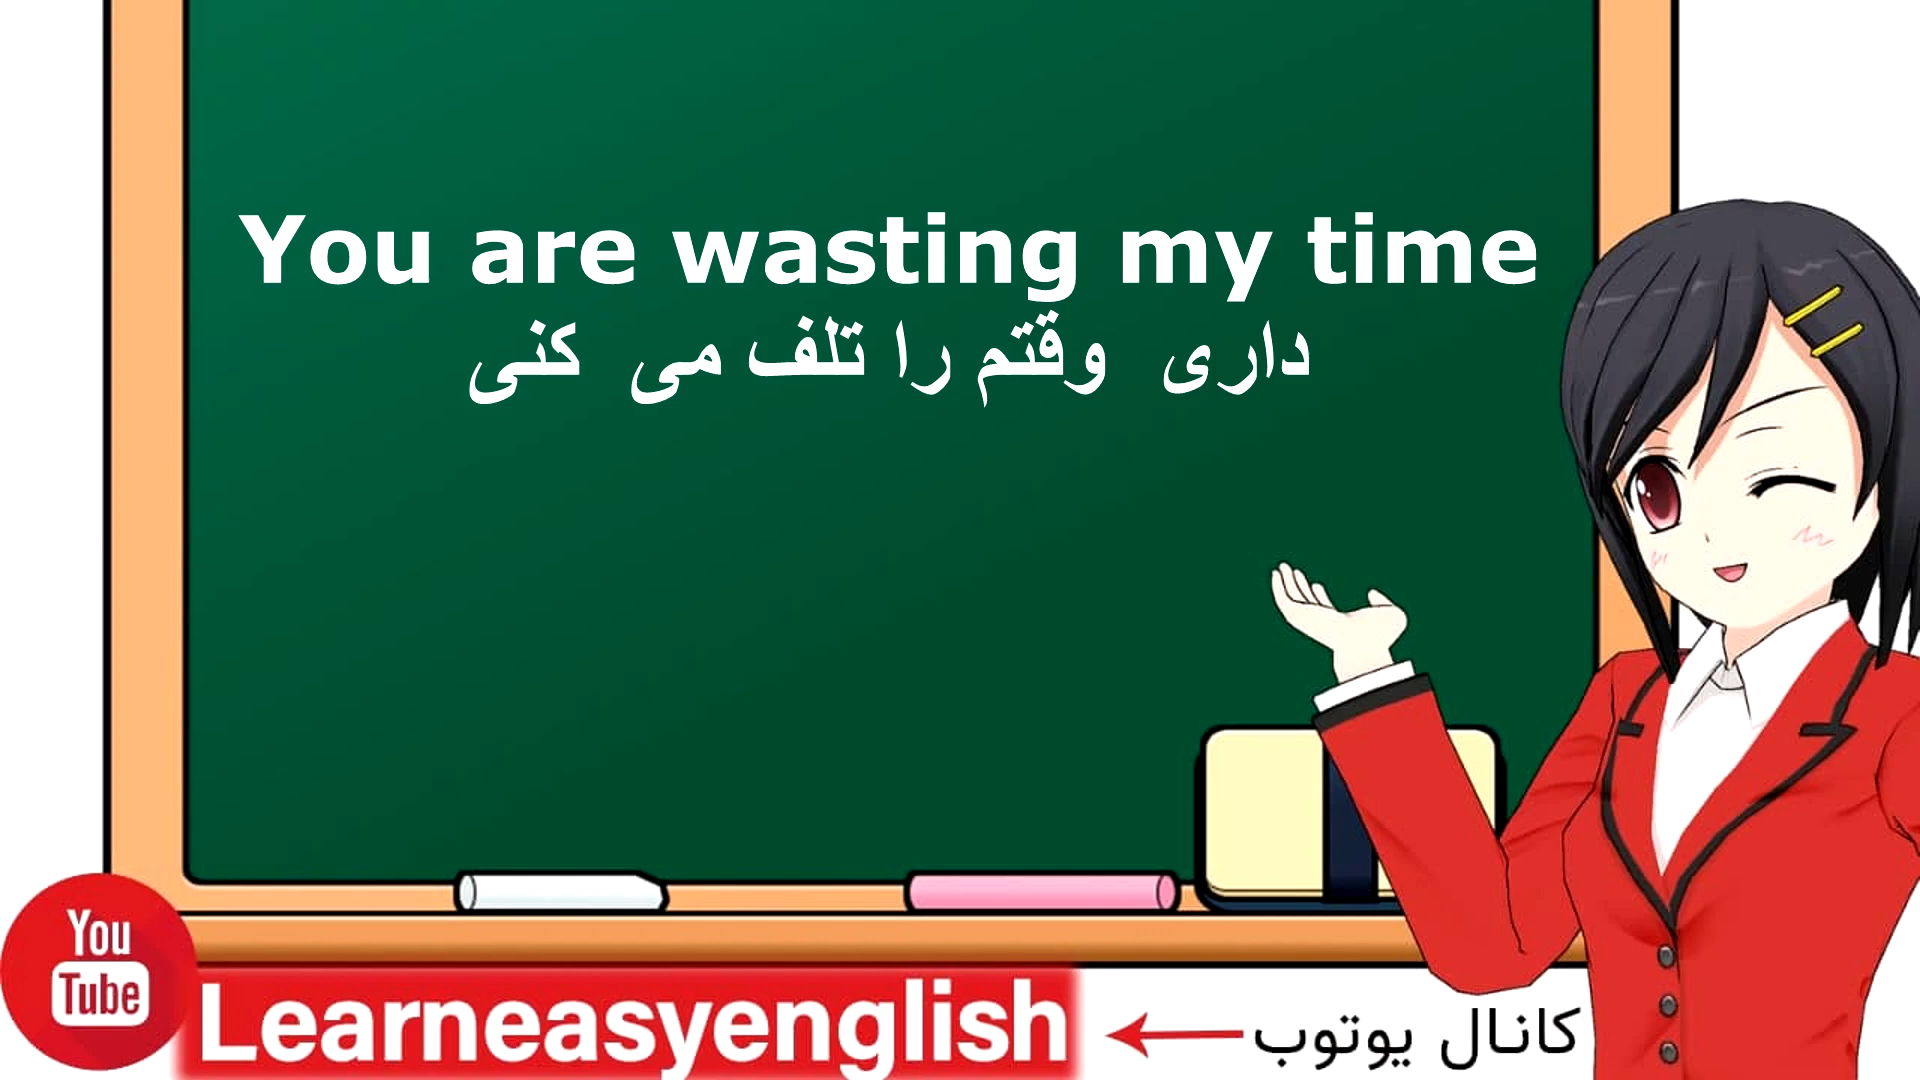 You are wasting my time
داری وقتم را تلف می کنی
You
Tube
Learneasyenglish
کانال یوتوب